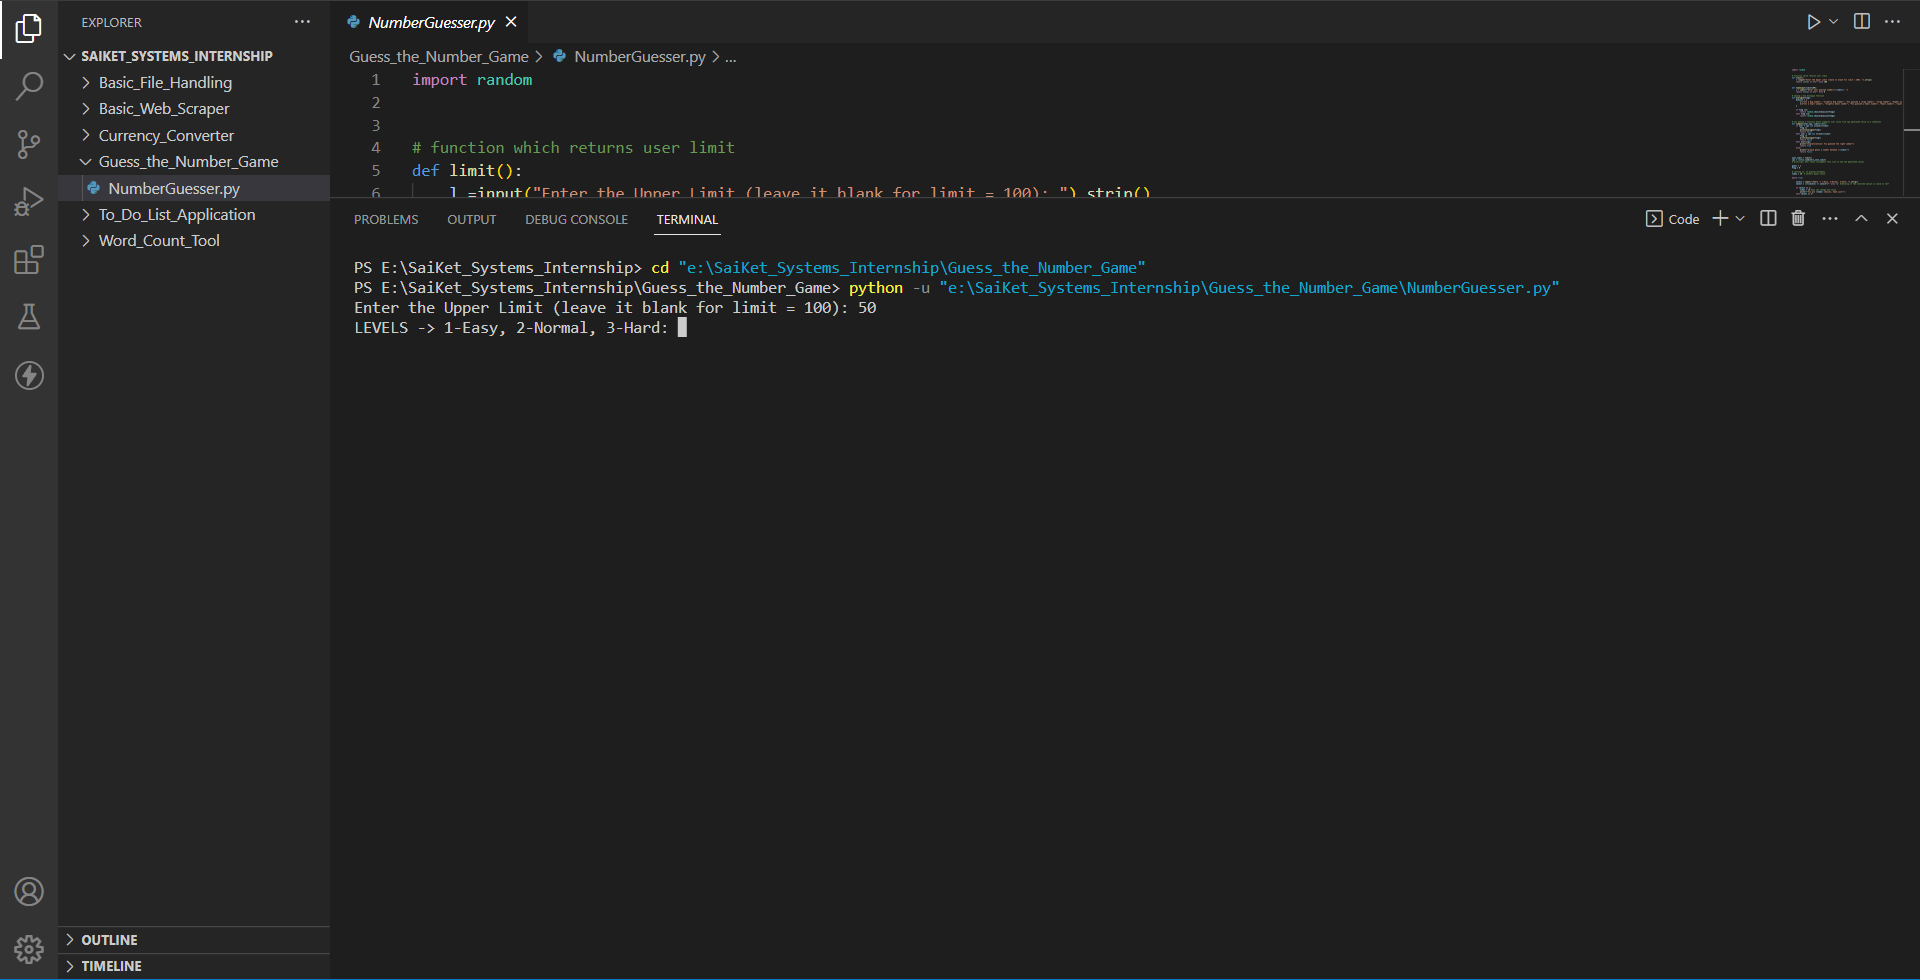 EXPLORER
SAIKET_SYSTEMS_INTERNSHIP
Basic_File_Handling
Basic_Web_Scraper
Currency_Converter
Guess_the_Number_Game
NumberGuesser.py
To_Do_List_Application
Word_Count_Tool
OUTLINE
TIMELINE
NumberGuesser.py
Guess_the_Number_Game > NumberGuesser.py > ...
1 import random
2
3
4 # function which returns user limit
5 def limit():
6 l =input("Enter the Upper Limit (leave it blank for limit = 100): ").strip()
PROBLEMS OUTPUT DEBUG CONSOLE TERMINAL Code
PS E:\SaiKet_Systems_Internship> cd "e:\SaiKet_Systems_Internship\Guess_the_Number_Game"
PS E:\SaiKet_Systems_Internship\Guess_the_Number_Game> python -u "e:\SaiKet_Systems_Internship\Guess_the_Number_Game\NumberGuesser.py"
Enter the Upper Limit (leave it blank for limit = 100): 50
LEVELS -> 1-Easy, 2-Normal, 3-Hard: